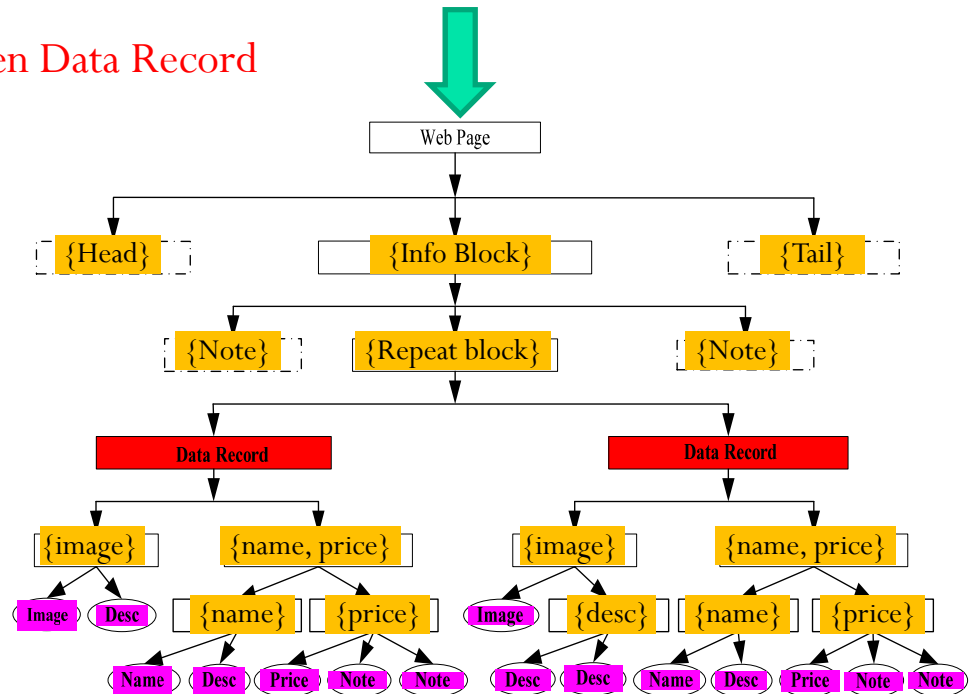 en Data Record
Web Page
{Head} {Info Block} {Tail}
{Note} {Repeat block} {Note}
Data Record Data Record
{image} {name, price} {image} {name, price}
Image Desc {name} {price} Image {desc} {name} {price}
Name Desc Price Note Note Desc Desc Name Desc Price Note Note